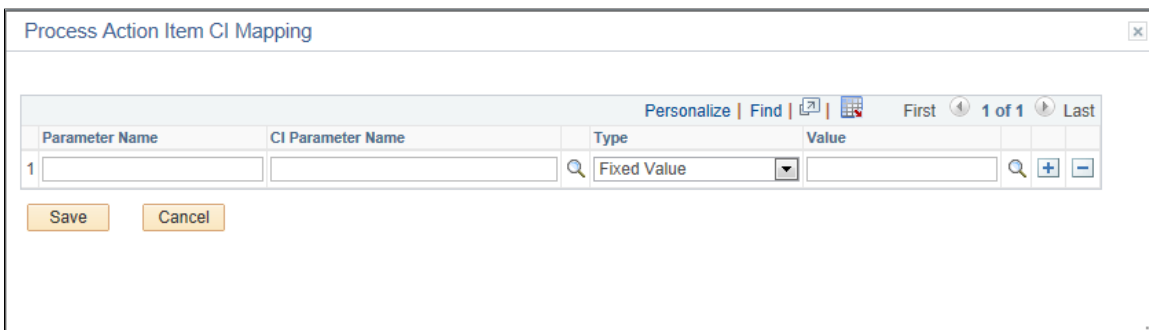 Process Action Item CI Mapping
Personalize | Find | | First 1 of 1 Last
Parameter Name CI Parameter Name Type Value
1 Fixed Value
Save Cancel